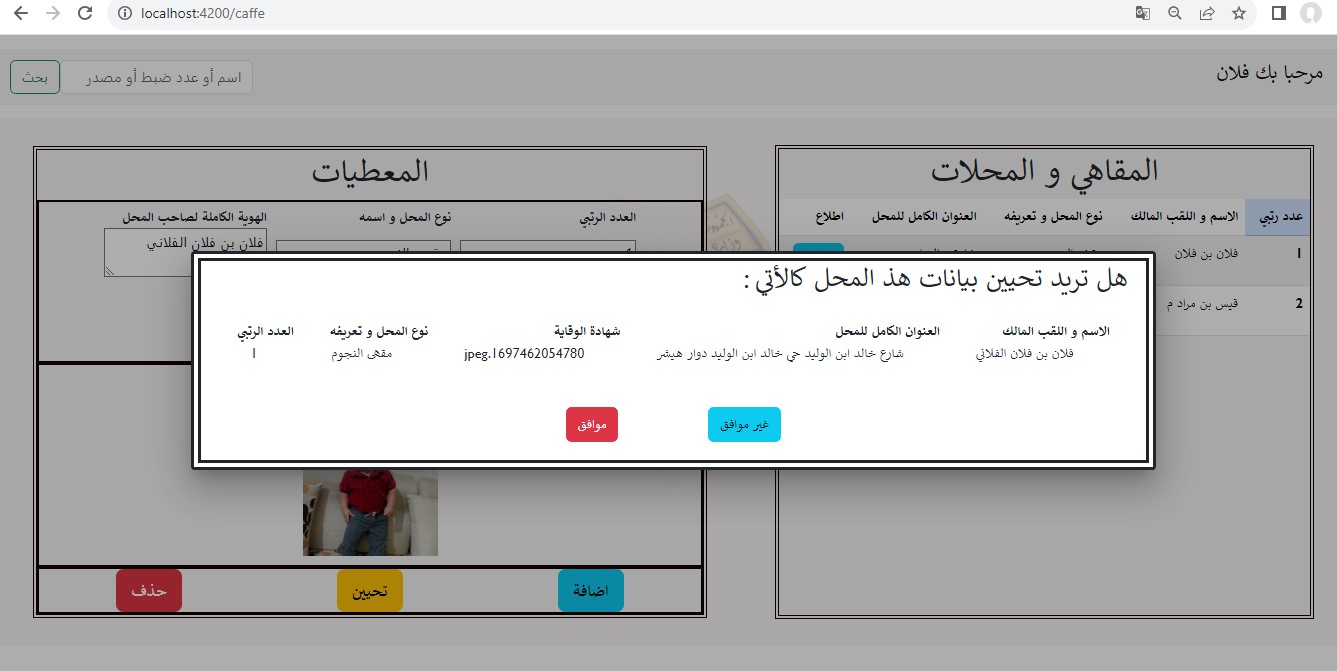 localhost:4200/caffe
مرحبا بك فلان
اسم أو عدد ضبط أو مصدر
بحث
المقاهي و المحلات
عدد رتبي
الاسم و اللقب المالك
نوع المحل و تعريفه
العنوان الكامل للمحل
اطلاع
1
فلان بن فلان
2
قيس بن مراد م
المعطيات
العدد الرتبي
نوع المحل و اسمه
الهوية الكاملة لصاحب المحل
فلان بن فلان الفلاني
هل تريد تحيين بيانات هذ المحل كالأتي :
الاسم و اللقب المالك
العنوان الكامل للمحل
شهادة الوقاية
نوع المحل و تعريفه
العدد الرتبي
فلان بن فلان الفلاني
شارع خالد ابن الوليد حي خالد ابن الوليد دوار هيشر
1697462054780.jpeg
مقهى النجوم
1
غير موافق
موافق
اضافة
تحيين
حذف